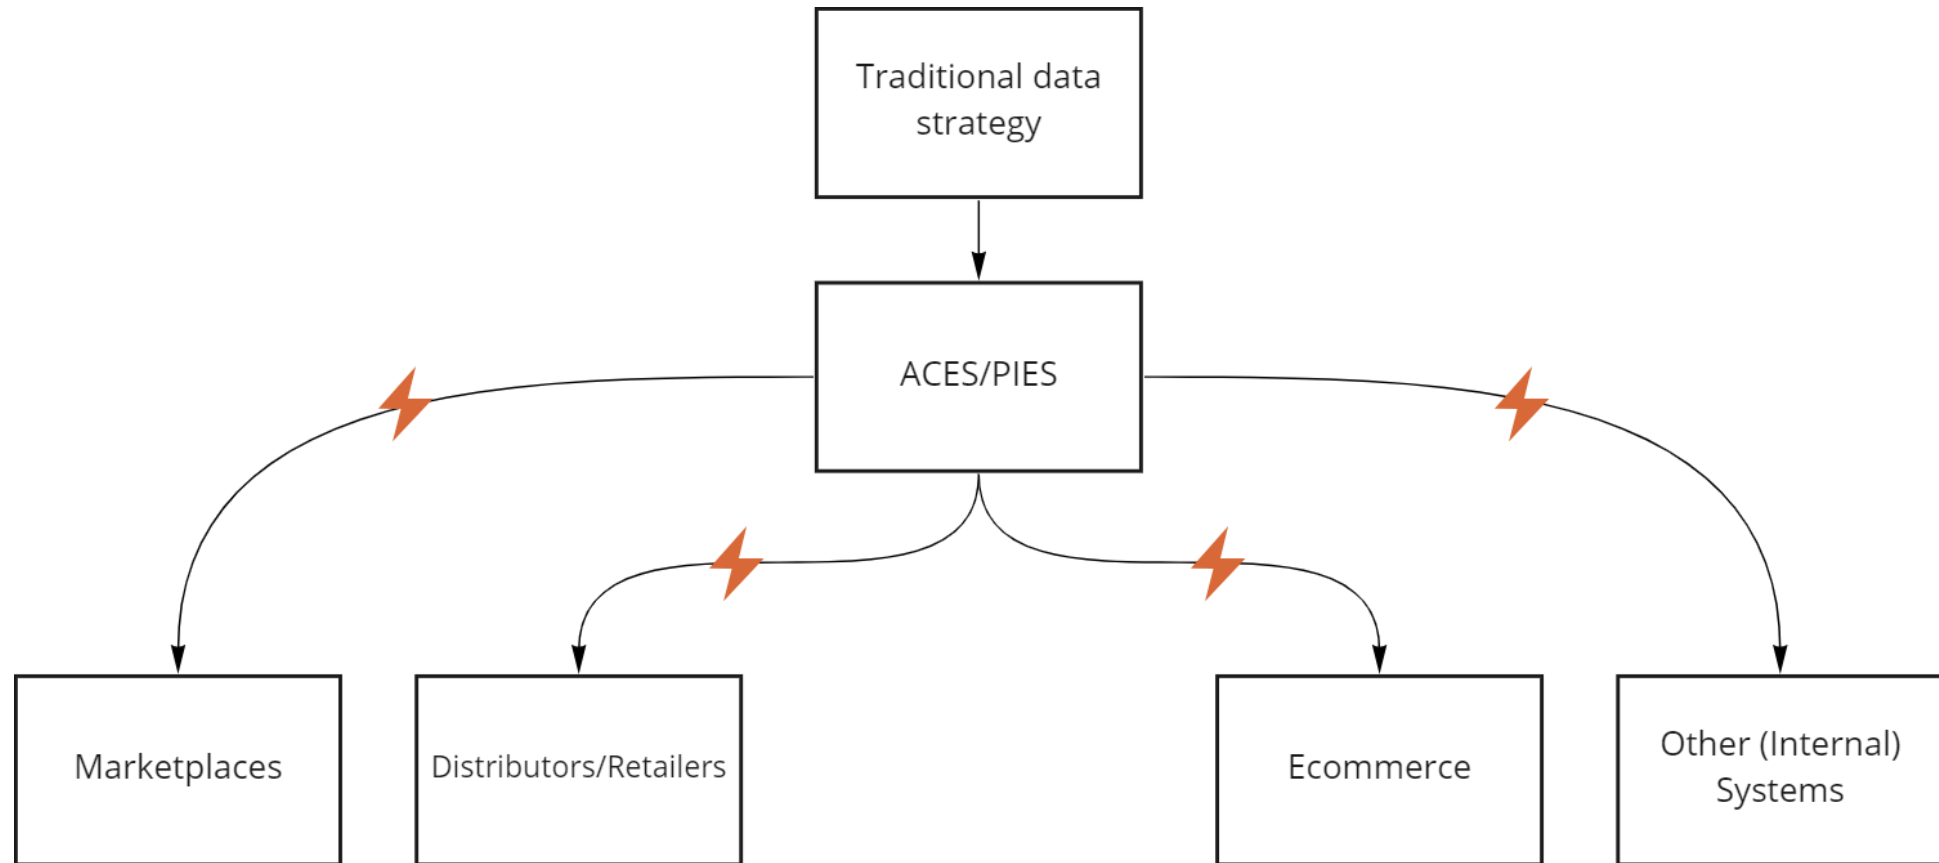 Traditional data
strategy
ACES/PIES
Marketplaces
Distributors/Retailers
Ecommerce
Other (Internal)
Systems